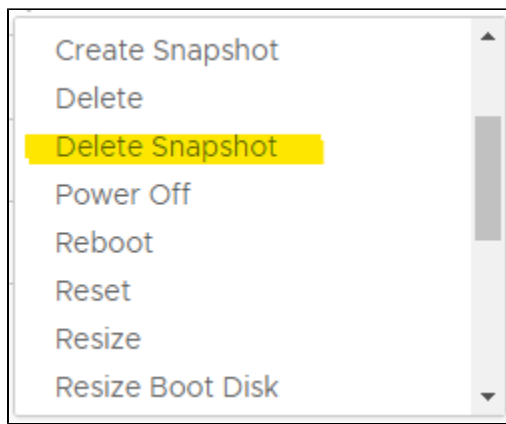 Create Snapshot
Delete
Delete Snapshot
Power Off
Reboot
Reset
Resize
Resize Boot Disk